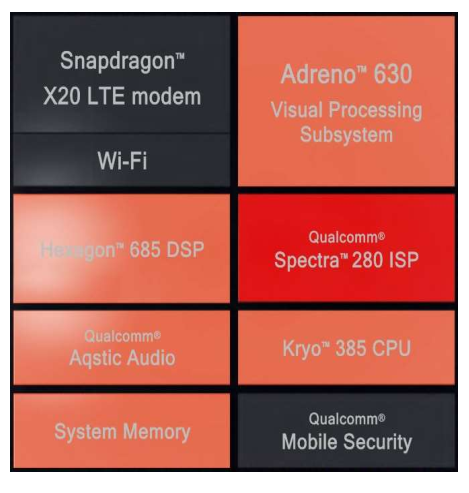 Snapdragon™
X20 LTE modem
Wi-Fi
Adreno™ 630
Visual Processing
Subsystem
Hexagon™ 685 DSP
Qualcomm®
Spectra™ 280 ISP
Qualcomm®
Aqstic Audio
Kryo™ 385 CPU
System Memory
Qualcomm®
Mobile Security